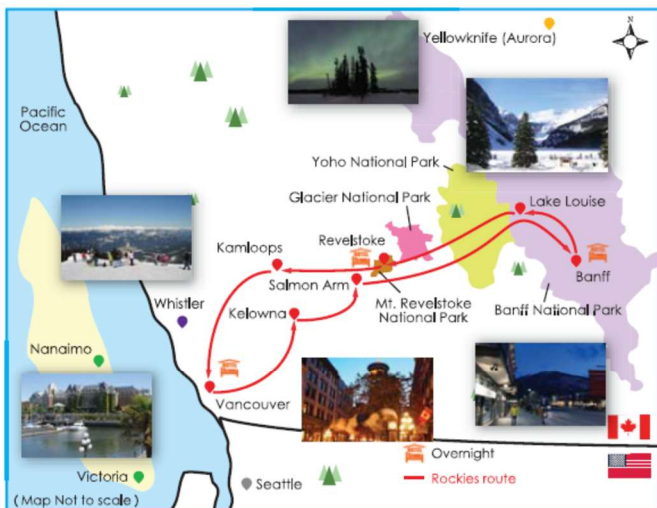 Yellowknife (Aurora)
Pacific
Ocean
Yoho National Park
Glacier National Park
Lake Louise
Revelstoke
Kamloops
Salmon Arm
Banff
Mt. Revelstoke
National Park
Banff National Park
Whistler
Kelowna
Nanaimo
Vancouver
Overnight
Victoria
Seattle
Rockies route
(Map Not to scale)